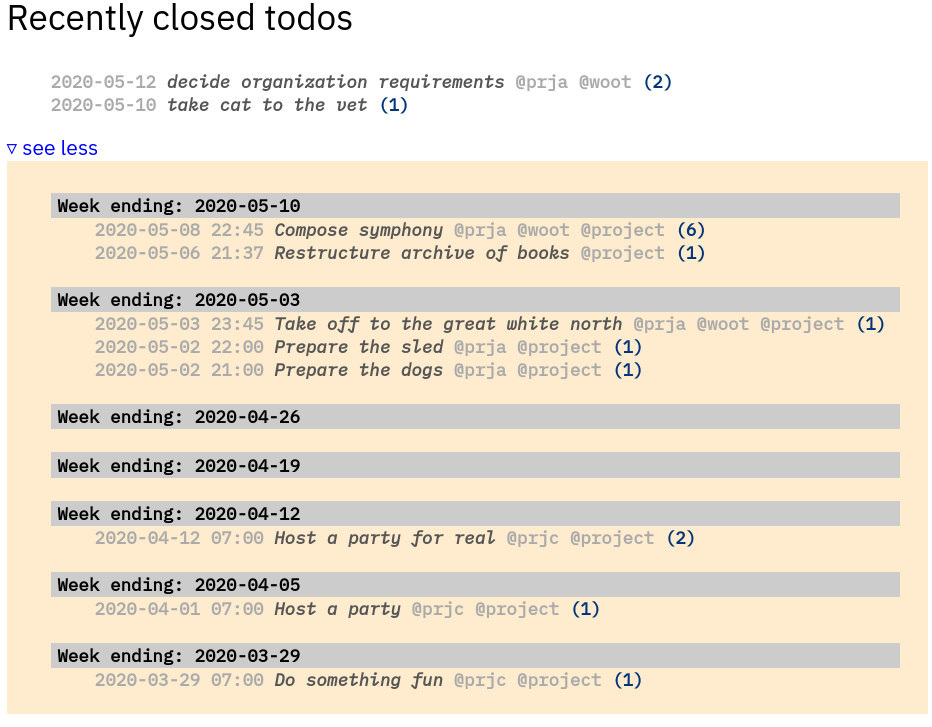 Recently closed todos
2020-05-12 decide organization requirements @prja @woot (2)
2020-05-10 take cat to the vet (1)
▽ see less
Week ending: 2020-05-10
2020-05-08 22:45 Compose symphony @prja @woot @project (6)
2020-05-06 21:37 Restructure archive of books @project (1)
Week ending: 2020-05-03
2020-05-03 23:45 Take off to the great white north @prja @woot @project (1)
2020-05-02 22:00 Prepare the sled @prja @project (1)
2020-05-02 21:00 Prepare the dogs @prja @project (1)
Week ending: 2020-04-26
Week ending: 2020-04-19
Week ending: 2020-04-12
2020-04-12 07:00 Host a party for real @prjc @project (2)
Week ending: 2020-04-05
2020-04-01 07:00 Host a party @prjc @project (1)
Week ending: 2020-03-29
2020-03-29 07:00 Do something fun @prjc @project (1)